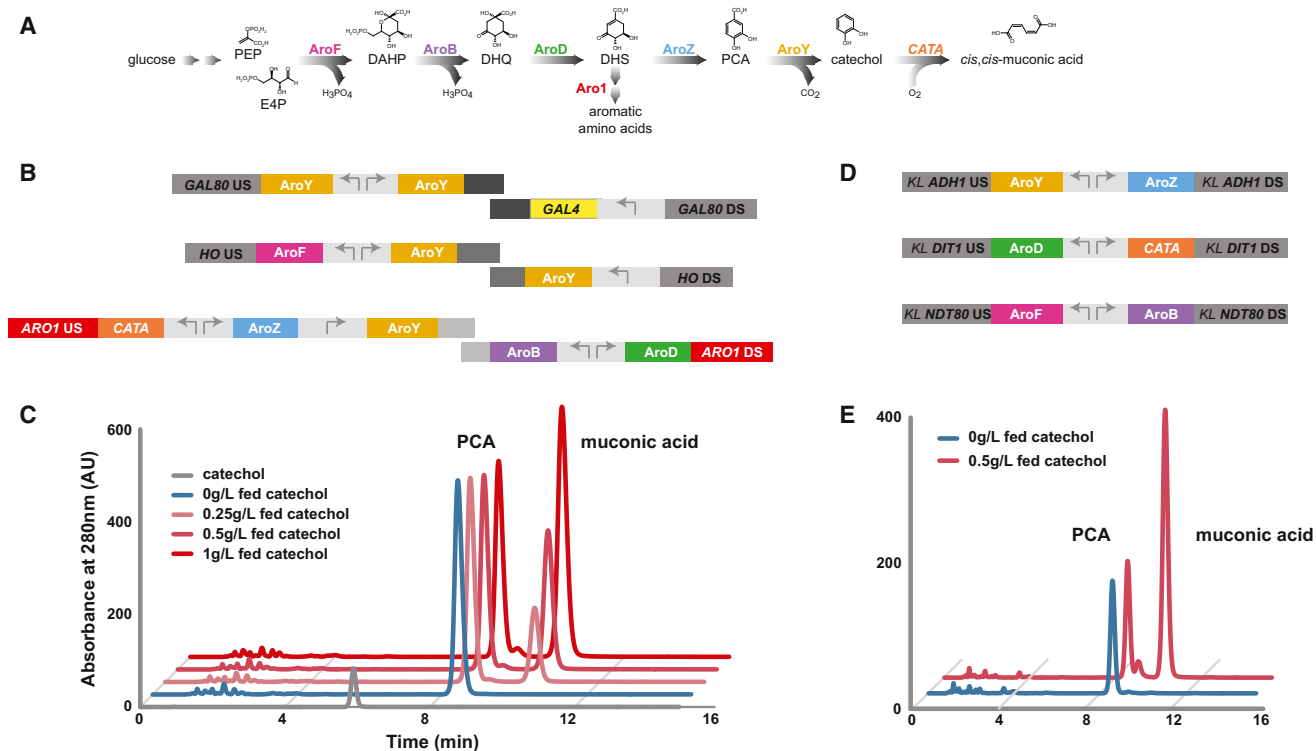 A
glucose
PEP
E4P
AroF
H₃PO₄
DAHP
AroB
H₃PO₄
DHQ
AroD
DHS
Aro1
aromatic
amino acids
AroZ
PCA
AroY
CO₂
catechol
CATA
O₂
cis,cis-muconic acid
B
GAL80 US AroY AroY
GAL4 GAL80 DS
HO US AroF AroY
AroY HO DS
ARO1 US CATA AroZ AroY
AroB AroD ARO1 DS
D
KL ADH1 US AroY AroZ KL ADH1 DS
KL DIT1 US AroD CATA KL DIT1 DS
KL NDT80 US AroF AroB KL NDT80 DS
C
Absorbance at 280nm (AU)
600
400
200
0
catechol
0g/L fed catechol
0.25g/L fed catechol
0.5g/L fed catechol
1g/L fed catechol
PCA
muconic acid
0 4 8 12 16
Time (min)
E
400
200
0
0g/L fed catechol
0.5g/L fed catechol
PCA
muconic acid
0 4 8 12 16